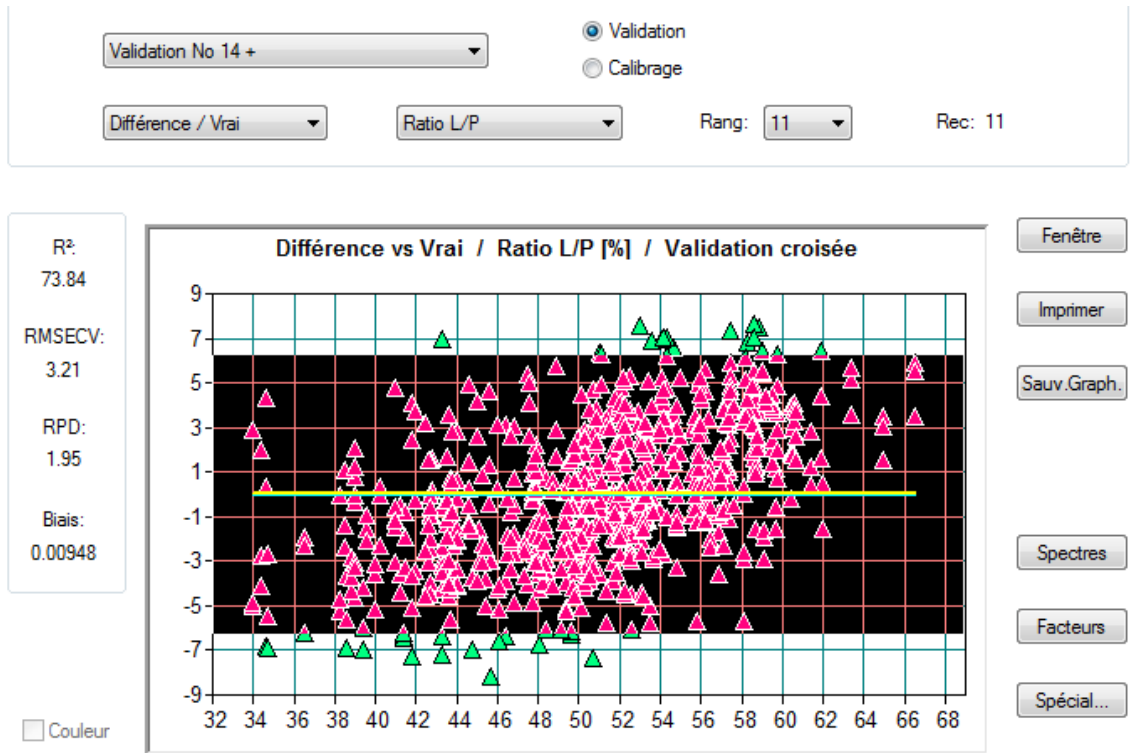 Validation No 14 +
Validation
Calibrage
Différence / Vrai
Ratio L/P
Rang:
11
Rec: 11
R²:
73.84
RMSECV:
3.21
RPD:
1.95
Biais:
0.00948
Couleur
Différence vs Vrai / Ratio L/P [%] / Validation croisée
9
7
5
3
1
-1
-3
-5
-7
-9
32 34 36 38 40 42 44 46 48 50 52 54 56 58 60 62 64 66 68
Fenêtre
Imprimer
Sauv.Graph.
Spectres
Facteurs
Spécial...